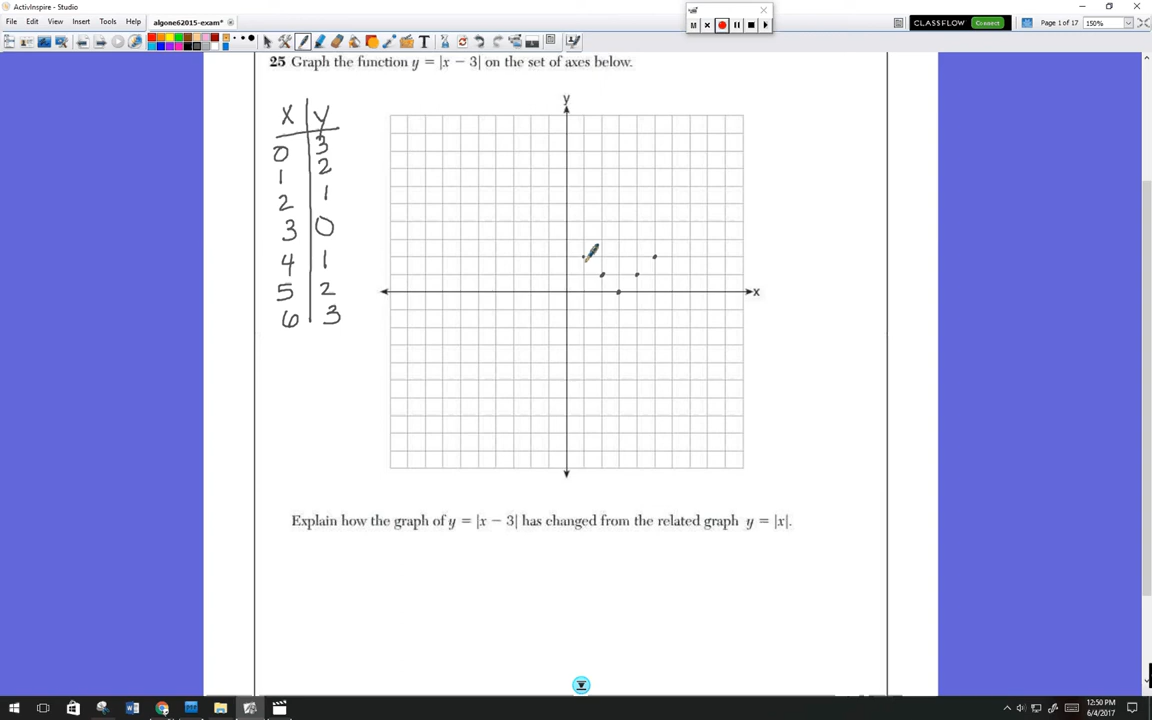 ActivInspire - Studio
File Edit View Insert Tools Help
algone62015-exam*
CLASSFLOW Connect
Page 1 of 17
150%
M
25 Graph the function y = |x − 3| on the set of axes below.
X Y
0 3
1 2
2 1
3 0
4 1
5 2
6 3
y
x
Explain how the graph of y = |x − 3| has changed from the related graph y = |x|.
12:50 PM
6/4/2017